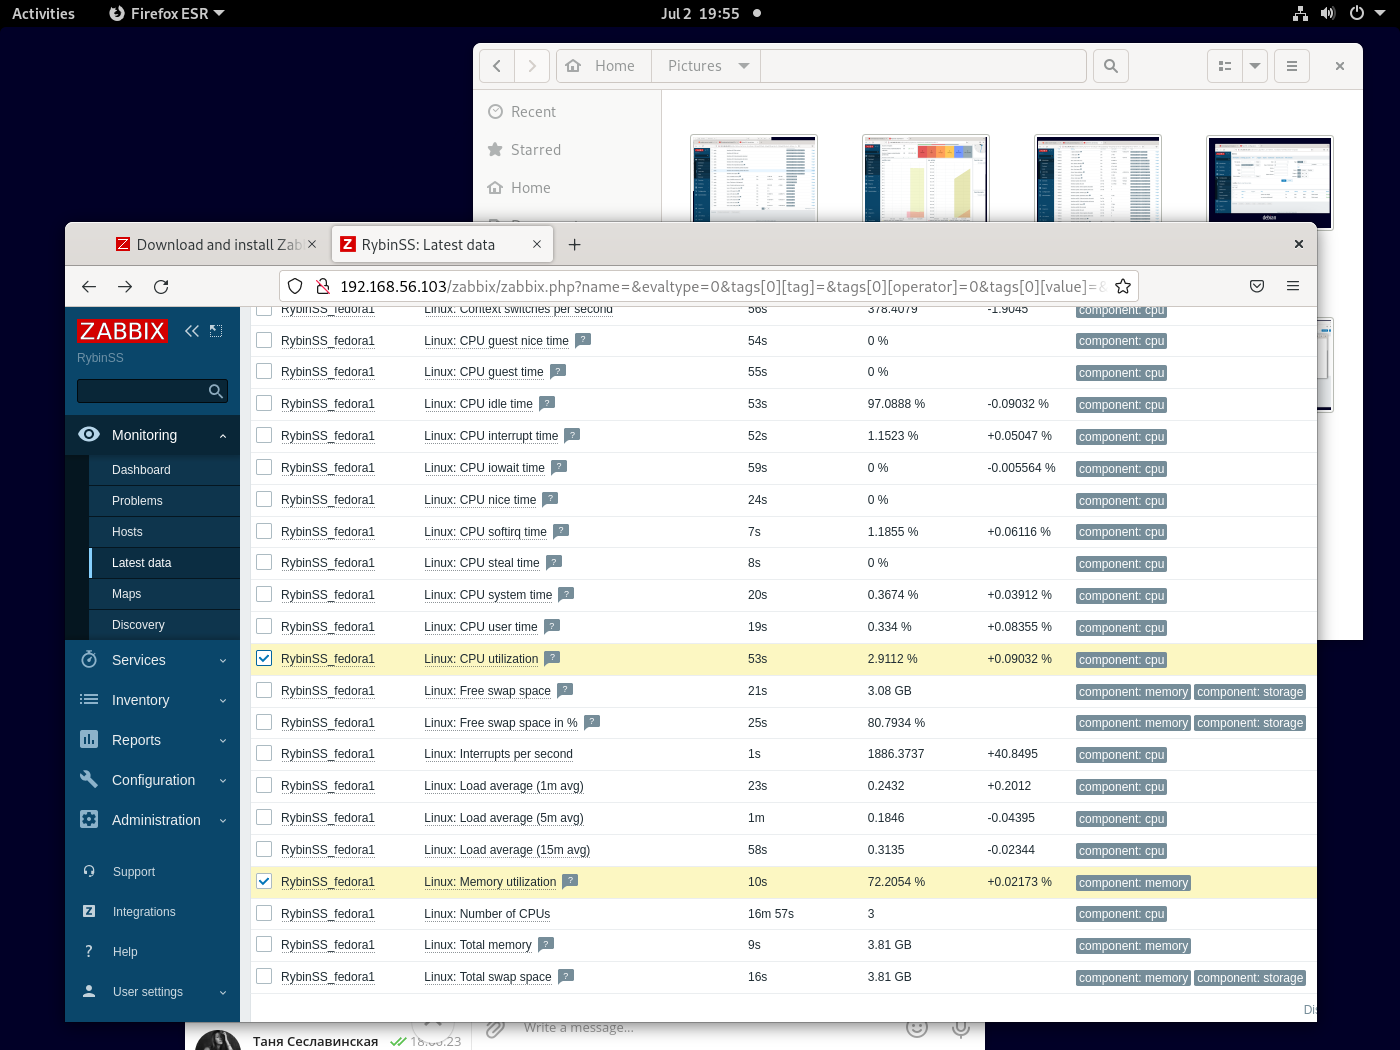 Activities Firefox ESR Jul 2 19:55
Home Pictures
Recent
Starred
Home
Download and install Zab RybinSS: Latest data
192.168.56.103/zabbix/zabbix.php?name=&evaltype=0&tags[0][tag]=&tags[0][operator]=0&tags[0][value]=&
ZABBIX
RybinSS
Monitoring
Dashboard
Problems
Hosts
Latest data
Maps
Discovery
Services
Inventory
Reports
Configuration
Administration
Support
Integrations
Help
User settings
RybinSS_fedora1 Linux: Context switches per second 56s 378.4079 -1.9045 component: cpu
RybinSS_fedora1 Linux: CPU guest nice time ? 54s 0 % component: cpu
RybinSS_fedora1 Linux: CPU guest time ? 55s 0 % component: cpu
RybinSS_fedora1 Linux: CPU idle time ? 53s 97.0888 % -0.09032 % component: cpu
RybinSS_fedora1 Linux: CPU interrupt time ? 52s 1.1523 % +0.05047 % component: cpu
RybinSS_fedora1 Linux: CPU iowait time ? 59s 0 % -0.005564 % component: cpu
RybinSS_fedora1 Linux: CPU nice time ? 24s 0 % component: cpu
RybinSS_fedora1 Linux: CPU softirq time ? 7s 1.1855 % +0.06116 % component: cpu
RybinSS_fedora1 Linux: CPU steal time ? 8s 0 % component: cpu
RybinSS_fedora1 Linux: CPU system time ? 20s 0.3674 % +0.03912 % component: cpu
RybinSS_fedora1 Linux: CPU user time ? 19s 0.334 % +0.08355 % component: cpu
RybinSS_fedora1 Linux: CPU utilization ? 53s 2.9112 % +0.09032 % component: cpu
RybinSS_fedora1 Linux: Free swap space ? 21s 3.08 GB component: memory component: storage
RybinSS_fedora1 Linux: Free swap space in % ? 25s 80.7934 % component: memory component: storage
RybinSS_fedora1 Linux: Interrupts per second 1s 1886.3737 +40.8495 component: cpu
RybinSS_fedora1 Linux: Load average (1m avg) 23s 0.2432 +0.2012 component: cpu
RybinSS_fedora1 Linux: Load average (5m avg) 1m 0.1846 -0.04395 component: cpu
RybinSS_fedora1 Linux: Load average (15m avg) 58s 0.3135 -0.02344 component: cpu
RybinSS_fedora1 Linux: Memory utilization ? 10s 72.2054 % +0.02173 % component: memory
RybinSS_fedora1 Linux: Number of CPUs 16m 57s 3 component: cpu
RybinSS_fedora1 Linux: Total memory ? 9s 3.81 GB component: memory
RybinSS_fedora1 Linux: Total swap space ? 16s 3.81 GB component: memory component: storage
Write a message...
Таня Сеславинская